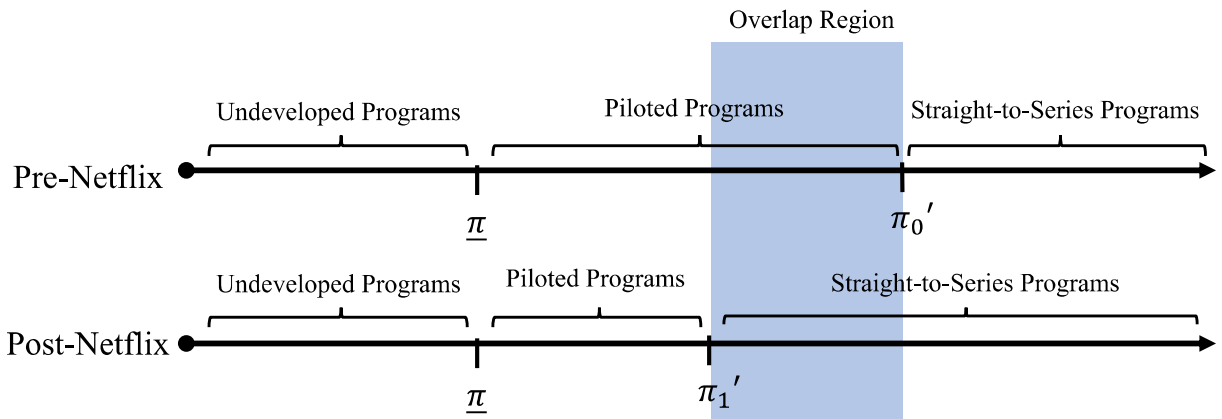 Overlap Region
Undeveloped Programs
Piloted Programs
Straight-to-Series Programs
Pre-Netflix
π
π₀′
Undeveloped Programs
Piloted Programs
Straight-to-Series Programs
Post-Netflix
π
π₁′